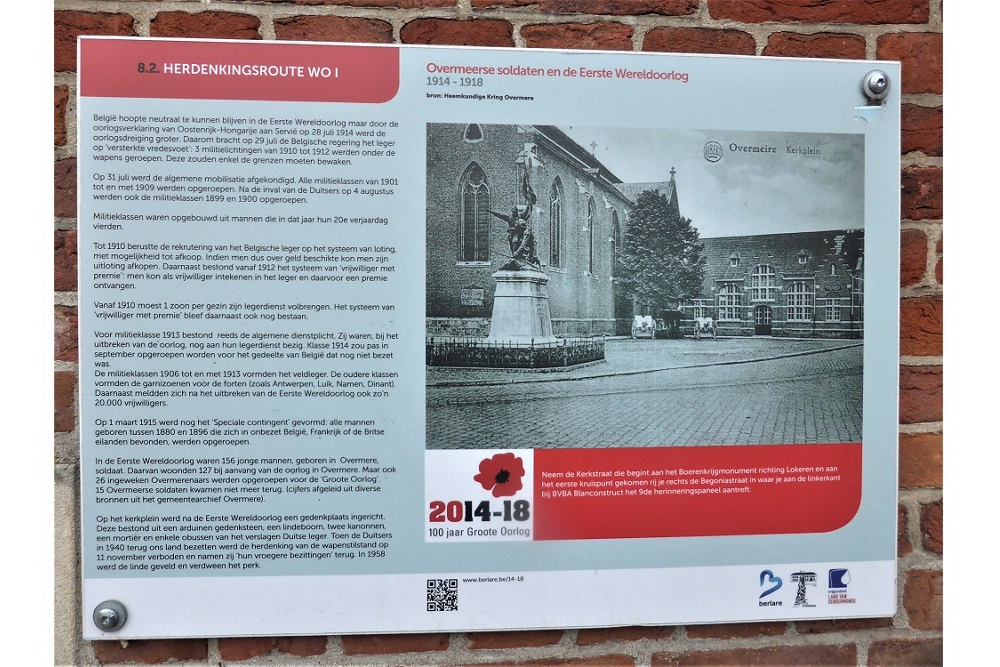 8.2. HERDENKINGSROUTE WO I
België hoopte neutraal te kunnen blijven in de Eerste Wereldoorlog maar door de
oorlogsverklaring van Oostenrijk-Hongarije aan Servië op 28 juli 1914 werd de
oorlogsdreiging groter. Daarom bracht op 29 juli de Belgische regering het leger
op 'versterkte vredesvoet': 3 militielichtingen van 1910 tot 1912 werden onder de
wapens geroepen. Deze zouden enkel de grenzen moeten bewaken.
Op 31 juli werd de algemene mobilisatie afgekondigd. Alle militieklassen van 1901
tot en met 1909 werden opgeroepen. Na de inval van de Duitsers op 4 augustus
werden ook de militieklassen 1899 en 1900 opgeroepen.
Militieklassen waren opgebouwd uit mannen die in dat jaar hun 20e verjaardag
vierden.
Tot 1910 berustte de rekrutering van het Belgische leger op het systeem van loting,
met mogelijkheid tot afkoop. Indien men dus over geld beschikte kon men zijn
uitloting afkopen. Daarnaast bestond vanaf 1912 het systeem van 'vrijwilliger met
premie': men kon als vrijwilliger intekenen in het leger en daarvoor een premie
ontvangen.
Vanaf 1910 moest 1 zoon per gezin zijn legerdienst volbrengen. Het systeem van
'vrijwilliger met premie' bleef daarnaast ook nog bestaan.
Voor militieklasse 1913 bestond reeds de algemene dienstplicht. Zij waren, bij het
uitbreken van de oorlog, nog aan hun legerdienst bezig. Klasse 1914 zou pas in
september opgeroepen worden voor het gedeelte van België dat nog niet bezet
was.
De militieklassen 1906 tot en met 1913 vormden het veldleger. De oudere klassen
vormden de garnizoenen voor de forten (zoals Antwerpen, Luik, Namen, Dinant).
Daarnaast meldden zich na het uitbreken van de Eerste Wereldoorlog ook zo'n
20.000 vrijwilligers.
Op 1 maart 1915 werd nog het 'Speciale contingent' gevormd: alle mannen
geboren tussen 1880 en 1896 die zich in onbezet België, Frankrijk of de Britse
eilanden bevonden, werden opgeroepen.
In de Eerste Wereldoorlog waren 156 jonge mannen, geboren in Overmere,
soldaat. Daarvan woonden 127 bij aanvang van de oorlog in Overmere. Maar ook
26 ingeweken Overmerenaars werden opgeroepen voor de 'Groote Oorlog'.
15 Overmeerse soldaten kwamen niet meer terug. (cijfers afgeleid uit diverse
bronnen uit het gemeentearchief Overmere).
Op het kerkplein werd na de Eerste Wereldoorlog een gedenkplaats ingericht.
Deze bestond uit een arduinen gedenksteen, een lindeboom, twee kanonnen,
een mortiér en enkele obussen van het verslagen Duitse leger. Toen de Duitsers
in 1940 terug ons land bezetten werd de herdenking van de wapenstilstand op
11 november verboden en namen zij 'hun vroegere bezittingen' terug. In 1958
werd de linde geveld en verdween het perk.
Overmeerse soldaten en de Eerste Wereldoorlog
1914 - 1918
bron: Heemkundige Kring Overmere
Overmeire Kerkplein
2014-18
100 jaar Groote Oorlog
Neem de Kerkstraat die begint aan het Boerenkrijgmonument richting Lokeren en aan
het eerste kruispunt gekomen rij je rechts de Begoniastraat in waar je aan de linkerkant
bij BVBA Blanconstruct het 9de herinneringspaneel aantreft.
www.berlare.be/14-18
berlare
LAND VAN
DENDERMONDE